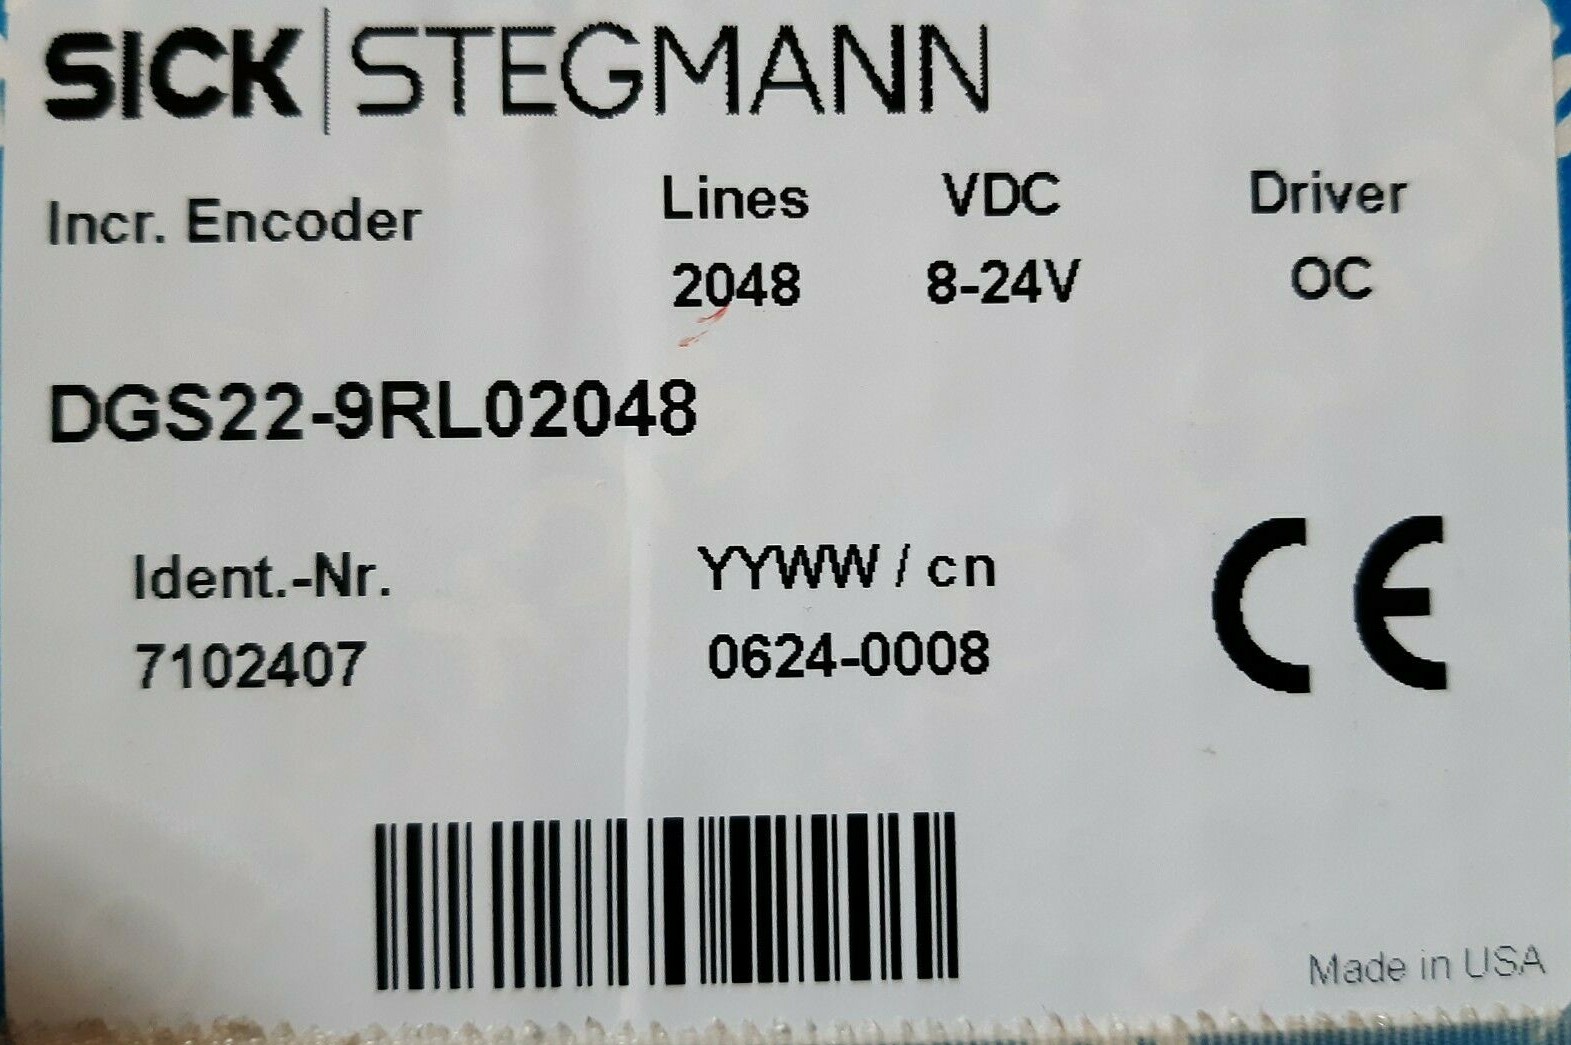 SICK|STEGMANN
Incr. Encoder Lines VDC Driver
2048 8-24V OC
DGS22-9RL02048
Ident.-Nr. YYWW / cn
7102407 0624-0008
CE
Made in USA